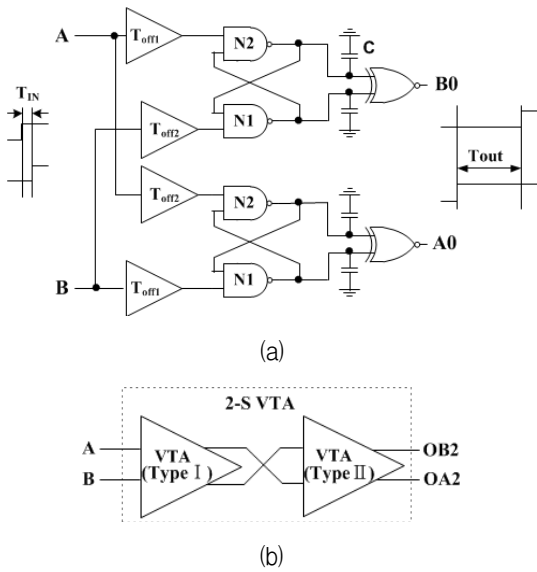 A
T_off1
N2
C
B0
T_IN
N1
T_off2
Tout
T_off2
N2
A0
B
T_off1
N1
(a)
2-S VTA
A
B
VTA
(Type Ⅰ)
VTA
(Type Ⅱ)
OB2
OA2
(b)